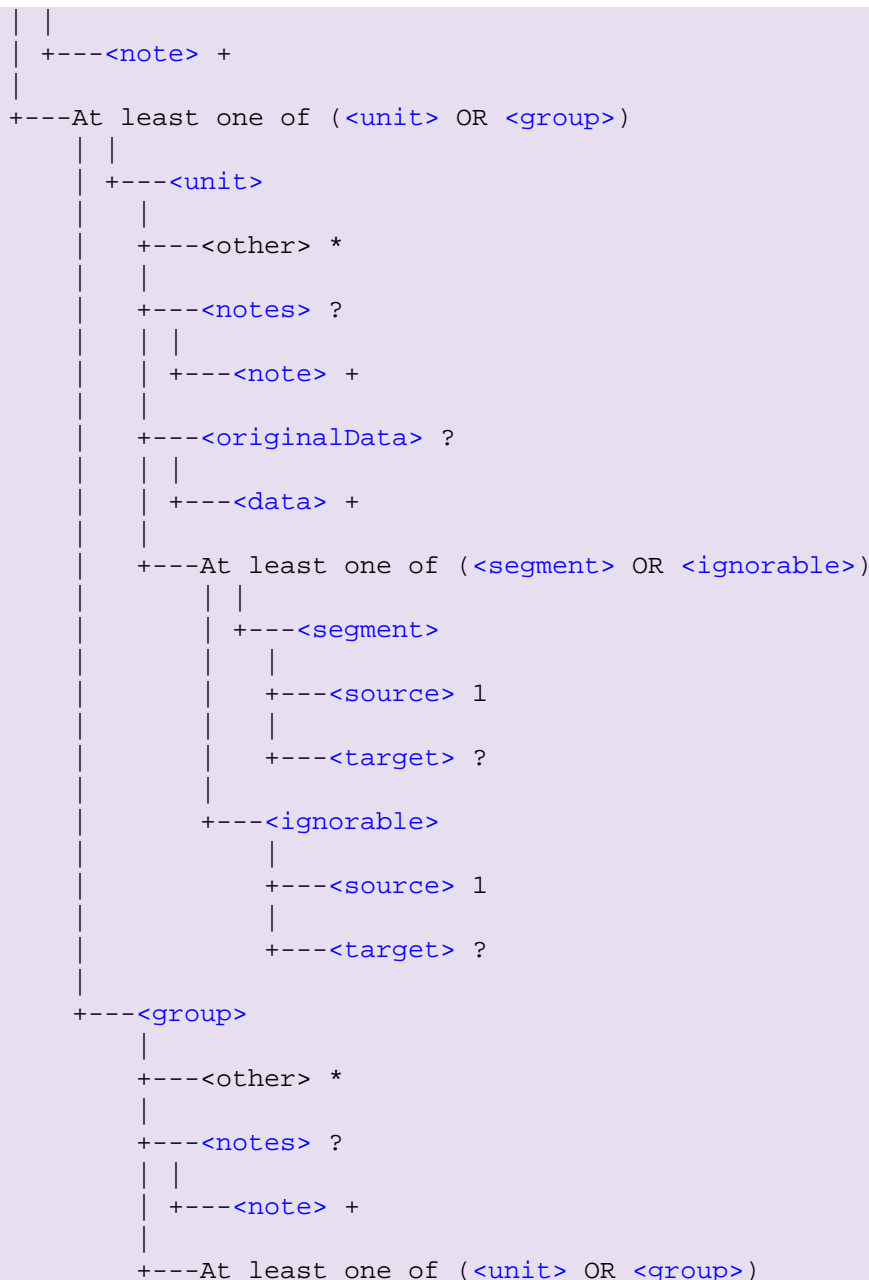 | |
| +---<note> +
|
+---At least one of (<unit> OR <group>)
    | |
    | +---<unit>
    |   |
    |   +---<other> *
    |   |
    |   +---<notes> ?
    |   | |
    |   | +---<note> +
    |   |
    |   +---<originalData> ?
    |   | |
    |   | +---<data> +
    |   |
    |   +---At least one of (<segment> OR <ignorable>)
    |       | |
    |       | +---<segment>
    |       |   |
    |       |   +---<source> 1
    |       |   |
    |       |   +---<target> ?
    |       |
    |       +---<ignorable>
    |           |
    |           +---<source> 1
    |           |
    |           +---<target> ?
    |
    +---<group>
        |
        +---<other> *
        |
        +---<notes> ?
        | |
        | +---<note> +
        |
        +---At least one of (<unit> OR <group>)